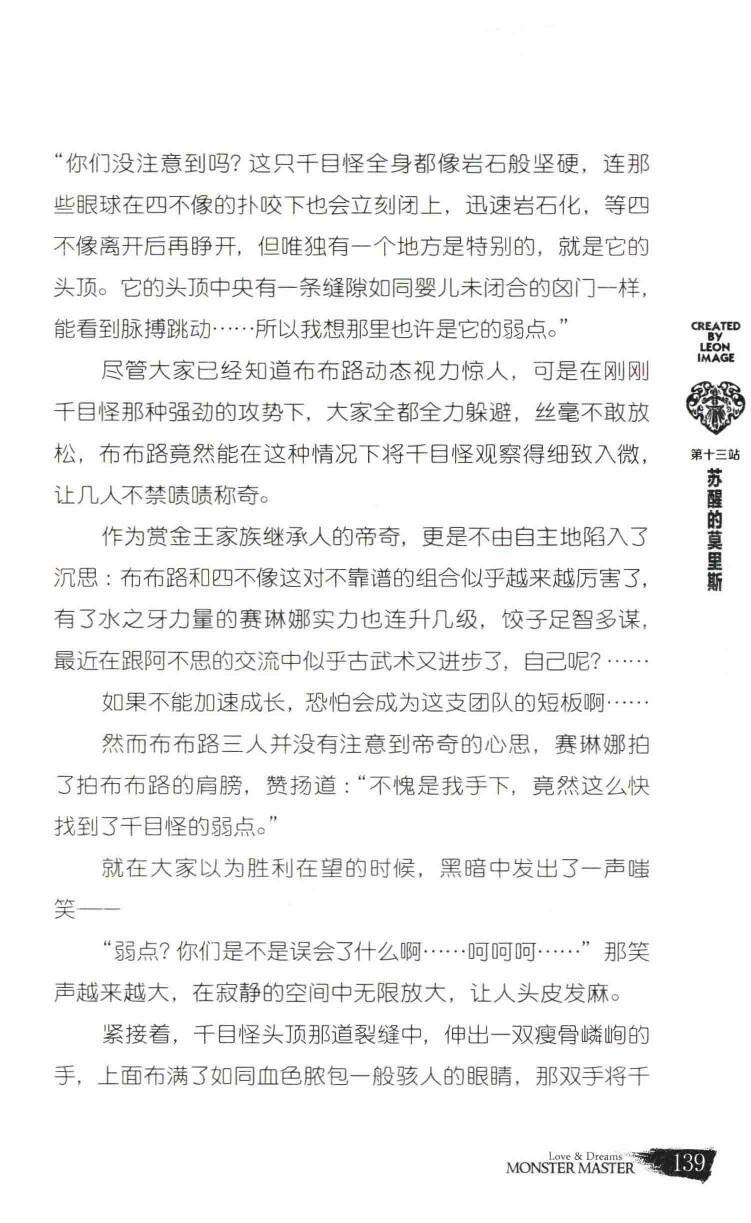 “你们没注意到吗？这只千目怪全身都像岩石般坚硬，连那
些眼球在四不像的扑咬下也会立刻闭上，迅速岩石化，等四
不像离开后再睁开，但唯独有一个地方是特别的，就是它的
头顶。它的头顶中央有一条缝隙如同婴儿未闭合的囟门一样，
能看到脉搏跳动……所以我想那里也许是它的弱点。”
尽管大家已经知道布布路动态视力惊人，可是在刚刚
千目怪那种强劲的攻势下，大家全都全力躲避，丝毫不敢放
松，布布路竟然能在这种情况下将千目怪观察得细致入微，
让几人不禁啧啧称奇。
作为赏金王家族继承人的帝奇，更是不由自主地陷入了
沉思：布布路和四不像这对不靠谱的组合似乎越来越厉害了，
有了水之牙力量的赛琳娜实力也连升几级，饺子足智多谋，
最近在跟阿不思的交流中似乎古武术又进步了，自己呢？……
如果不能加速成长，恐怕会成为这支团队的短板啊……
然而布布路三人并没有注意到帝奇的心思，赛琳娜拍
了拍布布路的肩膀，赞扬道：“不愧是我手下，竟然这么快
找到了千目怪的弱点。”
就在大家以为胜利在望的时候，黑暗中发出了一声嗤
笑——
“弱点？你们是不是误会了什么啊……呵呵呵……”那笑
声越来越大，在寂静的空间中无限放大，让人头皮发麻。
紧接着，千目怪头顶那道裂缝中，伸出一双瘦骨嶙峋的
手，上面布满了如同血色脓包一般骇人的眼睛，那双手将千
CREATED
BY
LEON
IMAGE
第十三站
苏醒的莫里斯
Love & Dreams
MONSTER MASTER
139